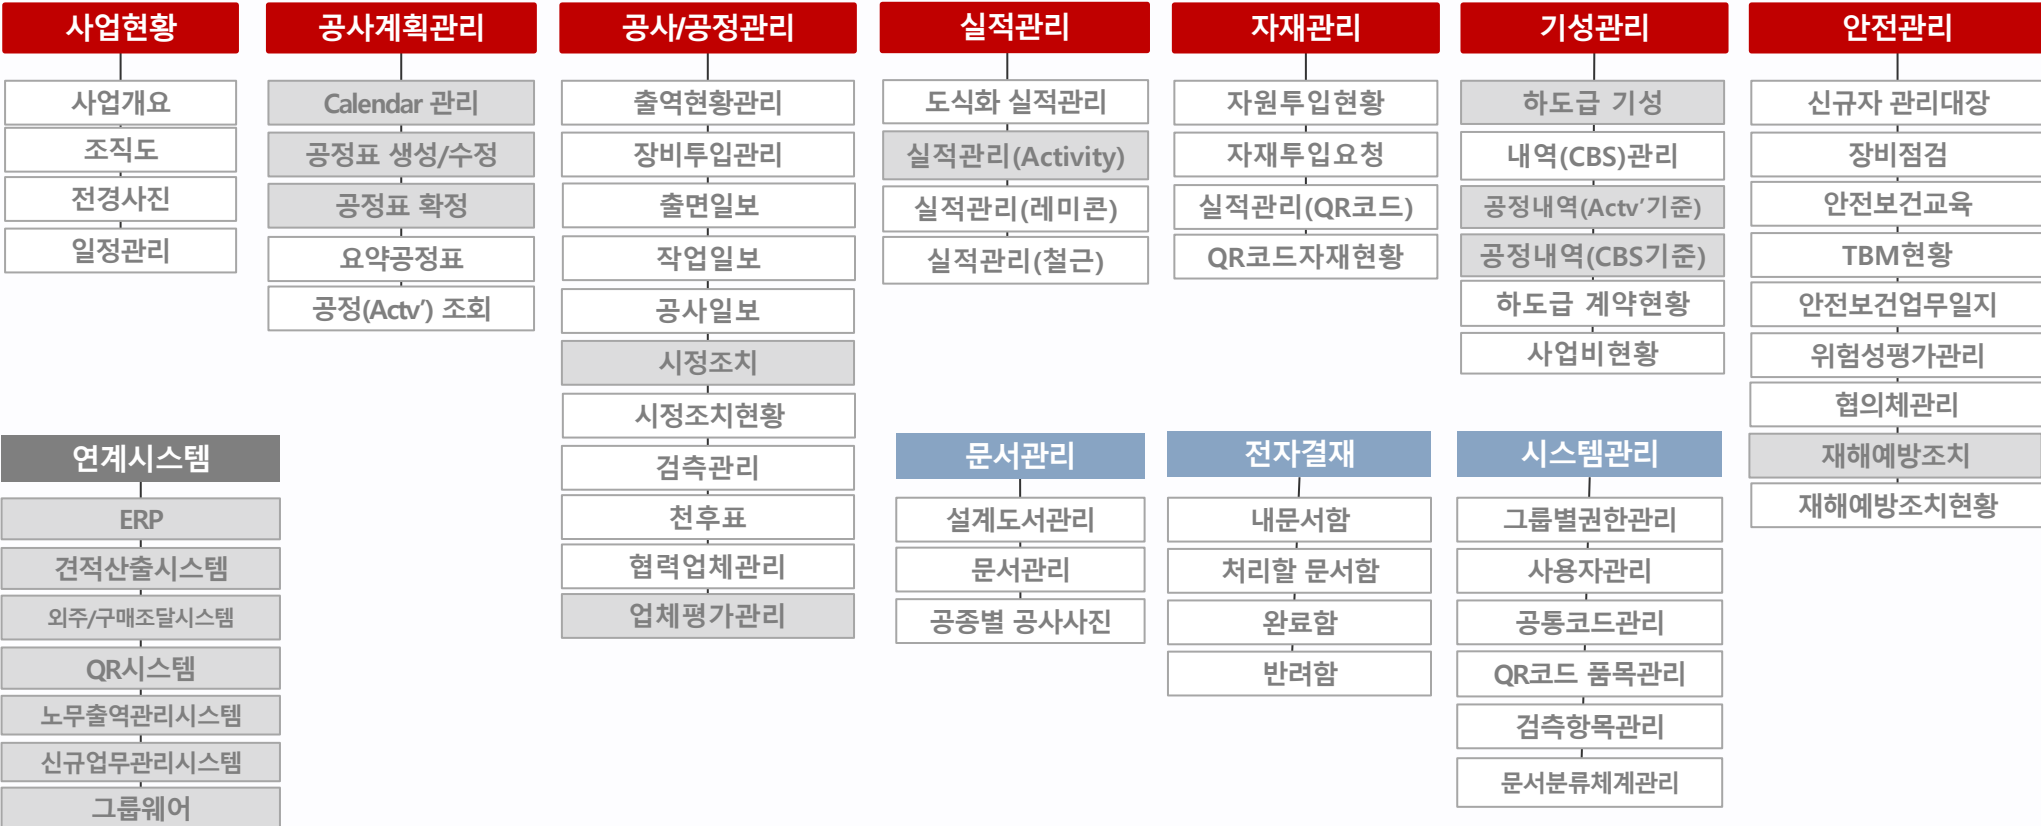 사업현황
사업개요
조직도
전경사진
일정관리
공사계획관리
Calendar 관리
공정표 생성/수정
공정표 확정
요약공정표
공정(Actv') 조회
공사/공정관리
출역현황관리
장비투입관리
출면일보
작업일보
공사일보
시정조치
시정조치현황
검측관리
천후표
협력업체관리
업체평가관리
실적관리
도식화 실적관리
실적관리(Activity)
실적관리(레미콘)
실적관리(철근)
자재관리
자원투입현황
자재투입요청
실적관리(QR코드)
QR코드자재현황
기성관리
하도급 기성
내역(CBS)관리
공정내역(Actv'기준)
공정내역(CBS기준)
하도급 계약현황
사업비현황
안전관리
신규자 관리대장
장비점검
안전보건교육
TBM현황
안전보건업무일지
위험성평가관리
협의체관리
재해예방조치
재해예방조치현황
연계시스템
ERP
견적산출시스템
외주/구매조달시스템
QR시스템
노무출역관리시스템
신규업무관리시스템
그룹웨어
문서관리
설계도서관리
문서관리
공종별 공사사진
전자결재
내문서함
처리할 문서함
완료함
반려함
시스템관리
그룹별권한관리
사용자관리
공통코드관리
QR코드 품목관리
검측항목관리
문서분류체계관리